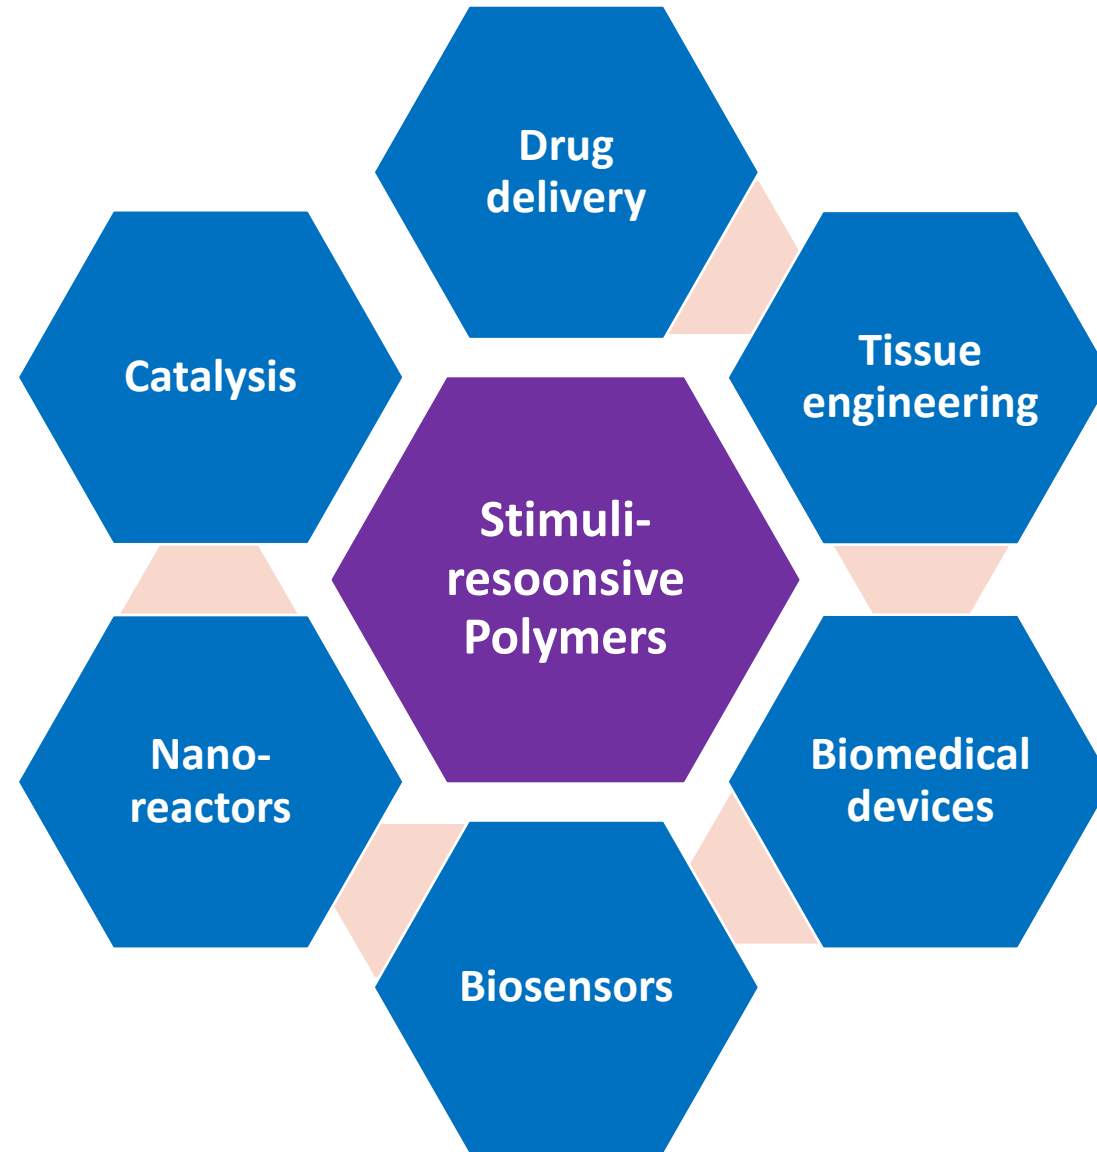 Drug
delivery
Tissue
engineering
Catalysis
Stimuli-
resoonsive
Polymers
Nano-
reactors
Biomedical
devices
Biosensors